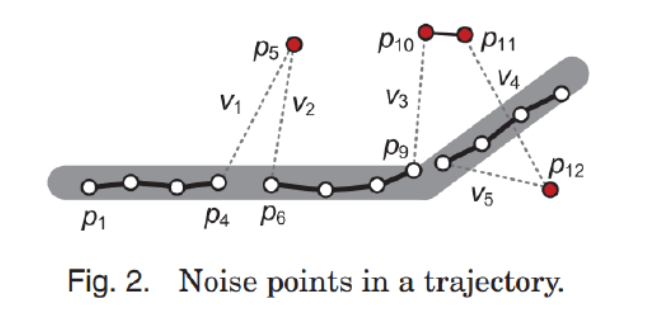 p5
p10
p11
v1
v2
v3
v4
p9
p12
v5
p1
p4
p6
Fig. 2. Noise points in a trajectory.